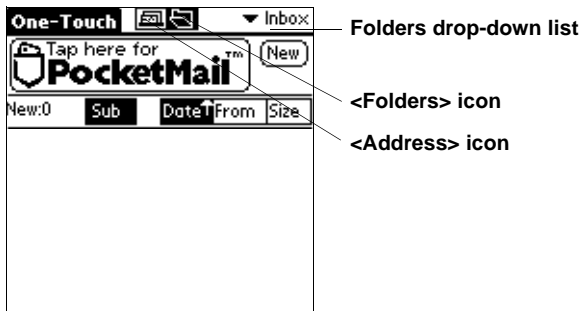 One-Touch Inbox
Folders drop-down list
Tap here for
PocketMail™
New
<Folders> icon
New:0 Sub Date↑ From Size
<Address> icon